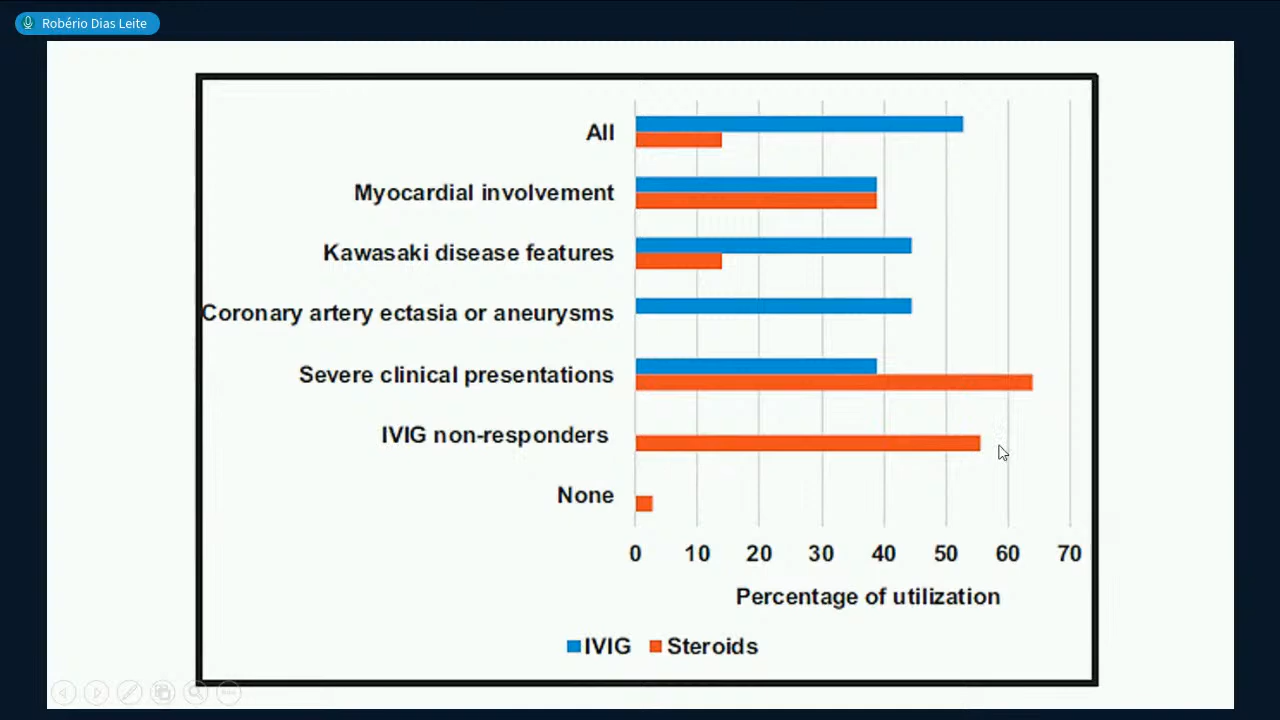 Robério Dias Leite
All
Myocardial involvement
Kawasaki disease features
Coronary artery ectasia or aneurysms
Severe clinical presentations
IVIG non-responders
None
0 10 20 30 40 50 60 70
Percentage of utilization
IVIG Steroids